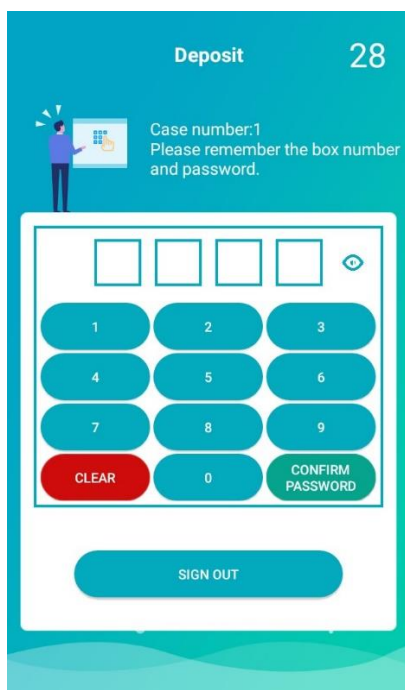 Deposit
28
Case number:1
Please remember the box number
and password.
1
2
3
4
5
6
7
8
9
CLEAR
0
CONFIRM
PASSWORD
SIGN OUT